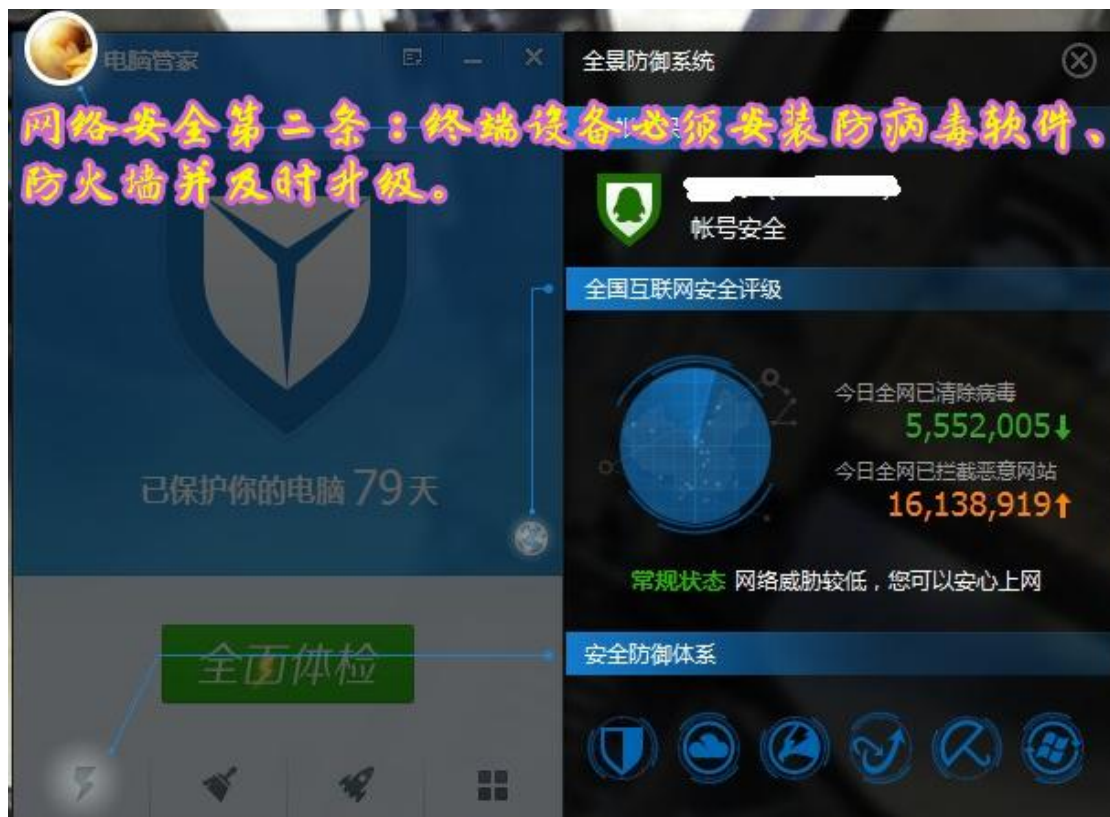 电脑管家
全景防御系统
网络安全第二条：终端设备必须安装防病毒软件、
防火墙并及时升级。
帐号安全
全国互联网安全评级
今日全网已清除病毒
5,552,005↓
今日全网已拦截恶意网站
16,138,919↑
已保护你的电脑 79 天
常规状态 网络威胁较低，您可以安心上网
全面体检
安全防御体系